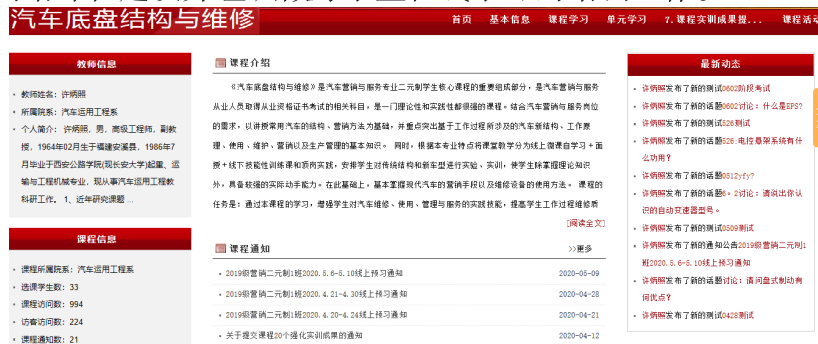 汽车底盘结构与维修
首页 基本信息 课程学习 单元学习 7.课程实训成果提... 课程活动
教师信息
• 教师姓名：许炳照
• 所属院系：汽车运用工程系
• 个人简介： 许炳照，男，高级工程师，副教
授，1964年02月生于福建安溪县，1986年7
月毕业于西安公路学院(现长安大学)起重、运
输与工程机械专业，现从事汽车运用工程教
科研工作。 1、近年研究课题 ...
课程信息
• 课程所属院系：汽车运用工程系
• 选课学生数：33
• 课程访问数：994
• 访客访问数：224
• 课程通知数：21
课程介绍
《汽车底盘结构与维修》是汽车营销与服务专业二元制学生核心课程的重要组成部分，是汽车营销与服务
从业人员取得从业资格证书考试的相关科目，是一门理论性和实践性都很强的课程。结合汽车营销与服务岗位
的需求，以讲授常用汽车的结构、营销方法为基础，并重点突出基于工作过程所涉及的汽车新结构、工作原
理、使用、维护、营销以及生产管理的基本知识。 同时，根据本专业特点将课堂教学分为线上微课自学习＋面
授＋线下技能训练课和顶岗实践，安排学生对传统结构和新车型进行实验、实训，使学生除掌握理论知识
外，具备较强的实际动手能力。在此基础上，基本掌握现代汽车的营销手段以及维修设备的使用方法。 课程的
任务是：通过本课程的学习，增强学生对汽车维修、使用、管理与服务的实践技能，提高学生工作过程维修质
[阅读全文]
课程通知 >>更多
• 2019级营销二元制1班2020.5.6-5.10线上预习通知 2020-05-09
• 2019级营销二元制1班2020.4.21-4.30线上预习通知 2020-04-28
• 2019级营销二元制1班2020.4.20-4.24线上预习通知 2020-04-21
• 关于提交课程20个强化实训成果的通知 2020-04-12
最新动态
• 许炳照发布了新的测试0602阶段考试
• 许炳照发布了新的话题0602讨论：什么是EPS?
• 许炳照发布了新的测试526测试
• 许炳照发布了新的话题526:电控悬架系统有什
么功用？
• 许炳照发布了新的话题0512yfy?
• 许炳照发布了新的话题5。2讨论：请说出你认
识的自动变速器型号。
• 许炳照发布了新的测试0509测试
• 许炳照发布了新的通知公告2019级营销二元制1
班2020.5.6-5.10线上预习通知
• 许炳照发布了新的话题讨论：请问盘式制动有
何优点？
• 许炳照发布了新的测试0428测试